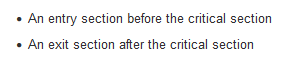 • An entry section before the critical section
• An exit section after the critical section